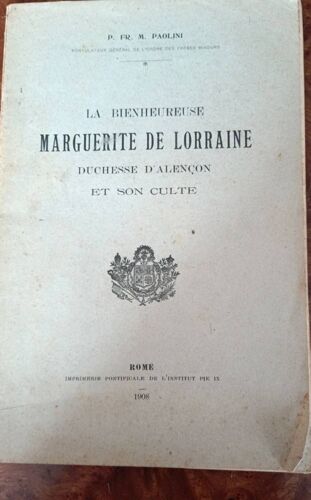 P. FR. M. PAOLINI
POSTULATEUR GÉNÉRAL DE L'ORDRE DES FRÈRES MINEURS
LA BIENHEUREUSE
MARGUERITE DE LORRAINE
DUCHESSE D'ALENÇON
ET SON CULTE
ROME
IMPRIMERIE PONTIFICALE DE L'INSTITUT PIE IX
1908